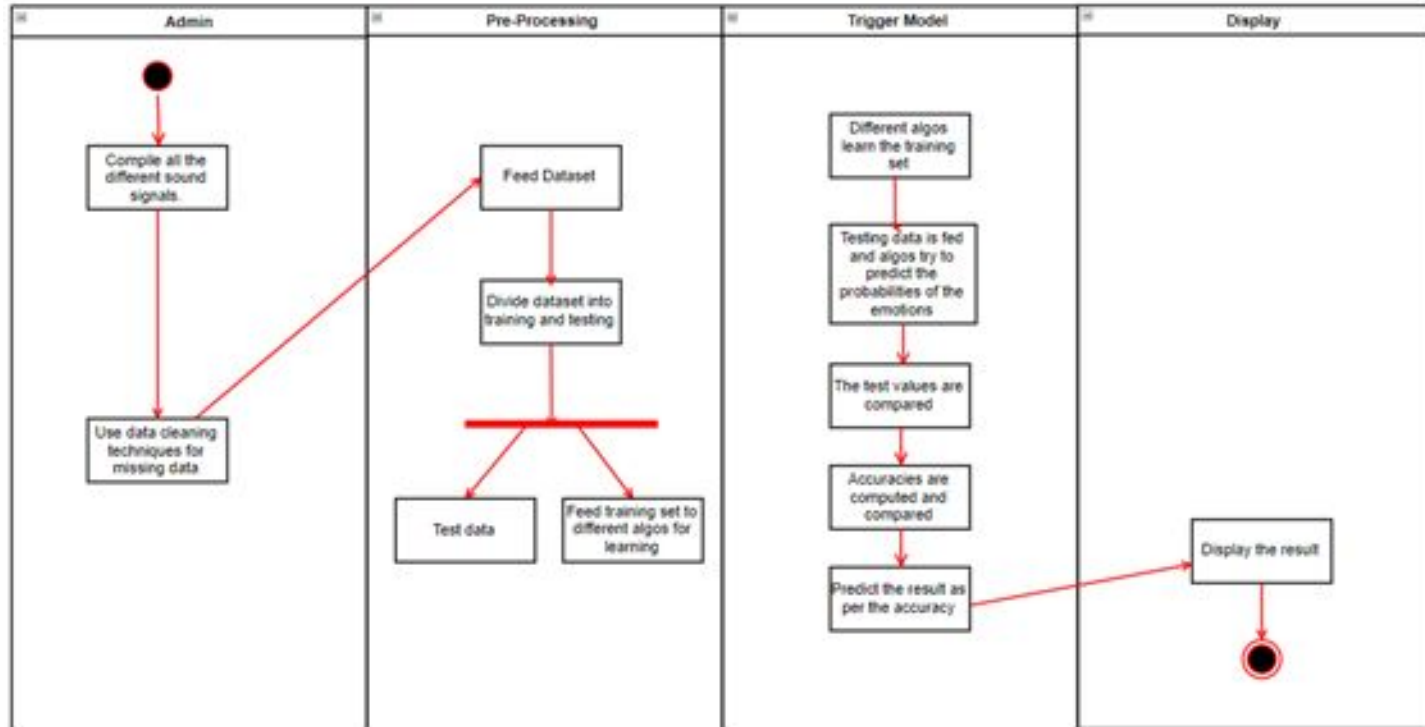 Admin
Pre-Processing
Trigger Model
Display
Compile all the
different sound
signals.
Use data cleaning
techniques for
missing data
Feed Dataset
Divide dataset into
training and testing
Test data
Feed training set to
different algos for
learning
Different algos
learn the training
set
Testing data is fed
and algos try to
predict the
probabilities of the
emotions
The test values are
compared
Accuracies are
computed and
compared
Predict the result as
per the accuracy
Display the result